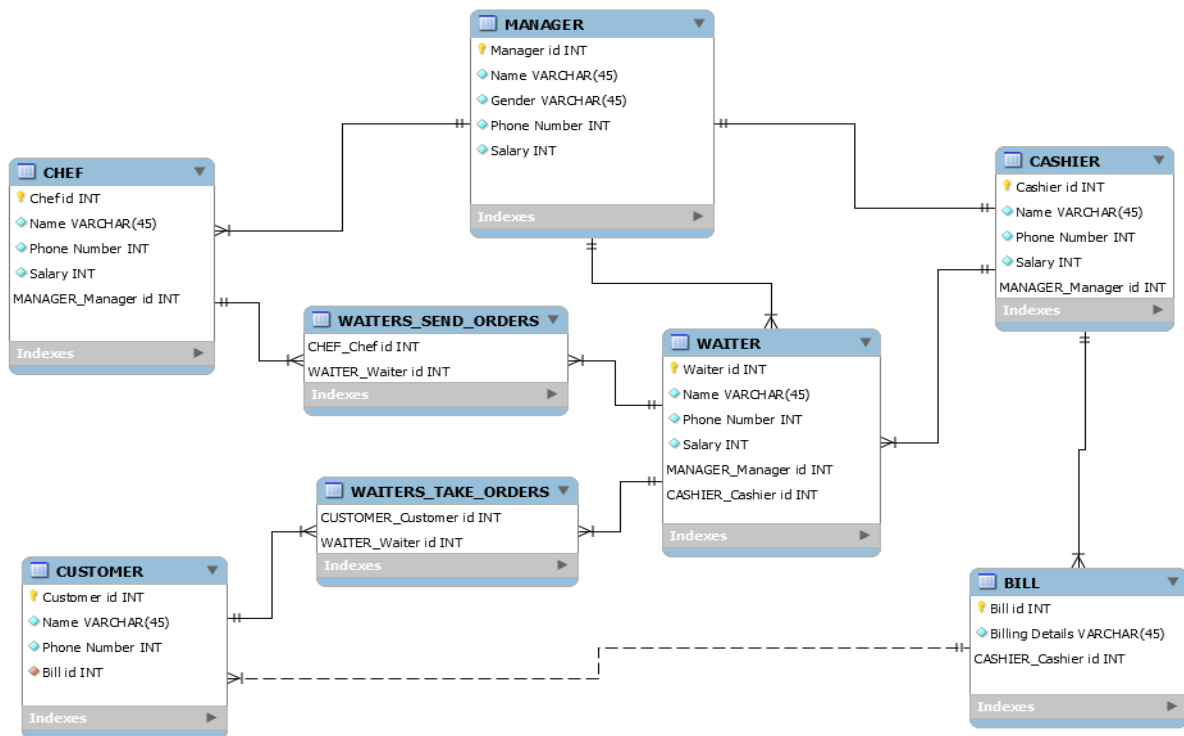 MANAGER
Manager id INT
Name VARCHAR(45)
Gender VARCHAR(45)
Phone Number INT
Salary INT
Indexes
CHEF
Chef id INT
Name VARCHAR(45)
Phone Number INT
Salary INT
MANAGER_Manager id INT
Indexes
CASHIER
Cashier id INT
Name VARCHAR(45)
Phone Number INT
Salary INT
MANAGER_Manager id INT
Indexes
WAITERS_SEND_ORDERS
CHEF_Chef id INT
WAITER_Waiter id INT
Indexes
WAITER
Waiter id INT
Name VARCHAR(45)
Phone Number INT
Salary INT
MANAGER_Manager id INT
CASHIER_Cashier id INT
Indexes
WAITERS_TAKE_ORDERS
CUSTOMER_Customer id INT
WAITER_Waiter id INT
Indexes
CUSTOMER
Customer id INT
Name VARCHAR(45)
Phone Number INT
Bill id INT
Indexes
BILL
Bill id INT
Billing Details VARCHAR(45)
CASHIER_Cashier id INT
Indexes